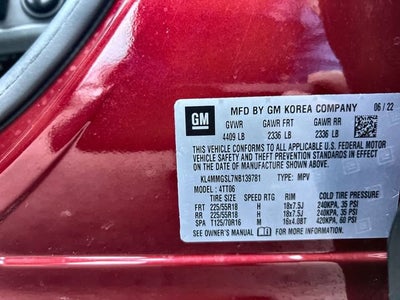 GM
MFD BY GM KOREA COMPANY 06/22
GVWR GAWR FRT GAWR RR
4409 LB 2336 LB 2336 LB
THIS VEHICLE CONFORMS TO ALL APPLICABLE U.S. FEDERAL MOTOR
VEHICLE SAFETY, BUMPER, AND THEFT PREVENTION STANDARDS IN
EFFECT ON THE DATE OF MANUFACTURE SHOWN ABOVE.
KL4MMGSL7NB139781 TYPE: MPV
MODEL: 4TT06
TIRE SIZE SPEED RTG RIM COLD TIRE PRESSURE
FRT 225/55R18 H 18x7.5J 240KPA, 35 PSI
RR 225/55R18 H 18x7.5J 240KPA, 35 PSI
SPA T125/70R16 M 16x4.0BT 420KPA, 60 PSI
SEE OWNER'S MANUAL FOR MORE INFORMATION.